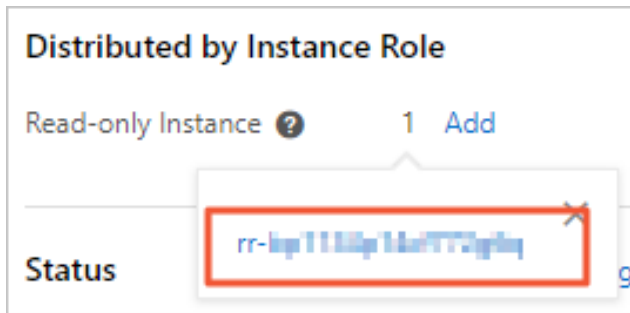 Distributed by Instance Role
Read-only Instance ? 1 Add
rr-
Status